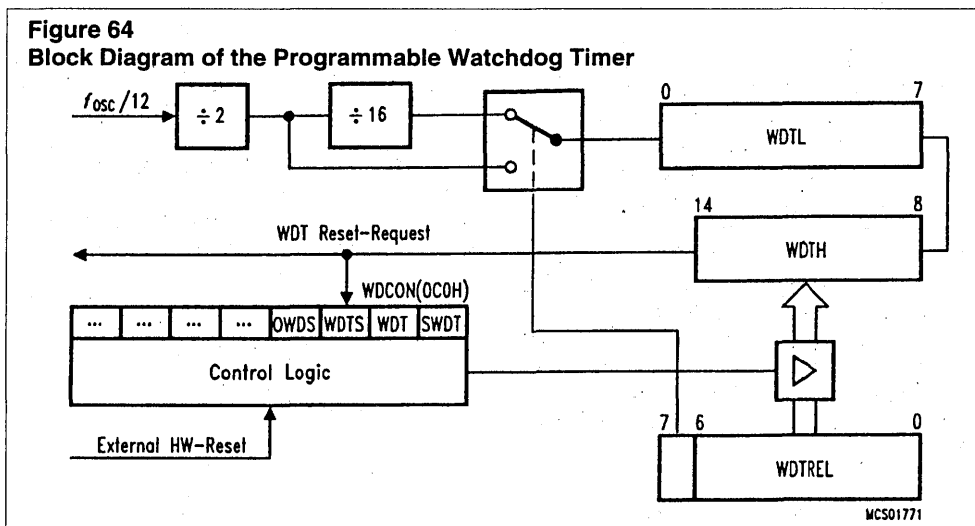 Figure 64
Block Diagram of the Programmable Watchdog Timer
fOSC/12
÷ 2
÷ 16
0 7
WDTL
14 8
WDTH
WDT Reset-Request
WDCON(0C0H)
... ... ... ... OWDS WDTS WDT SWDT
Control Logic
External HW-Reset
7 6 0
WDTREL
MCS01771